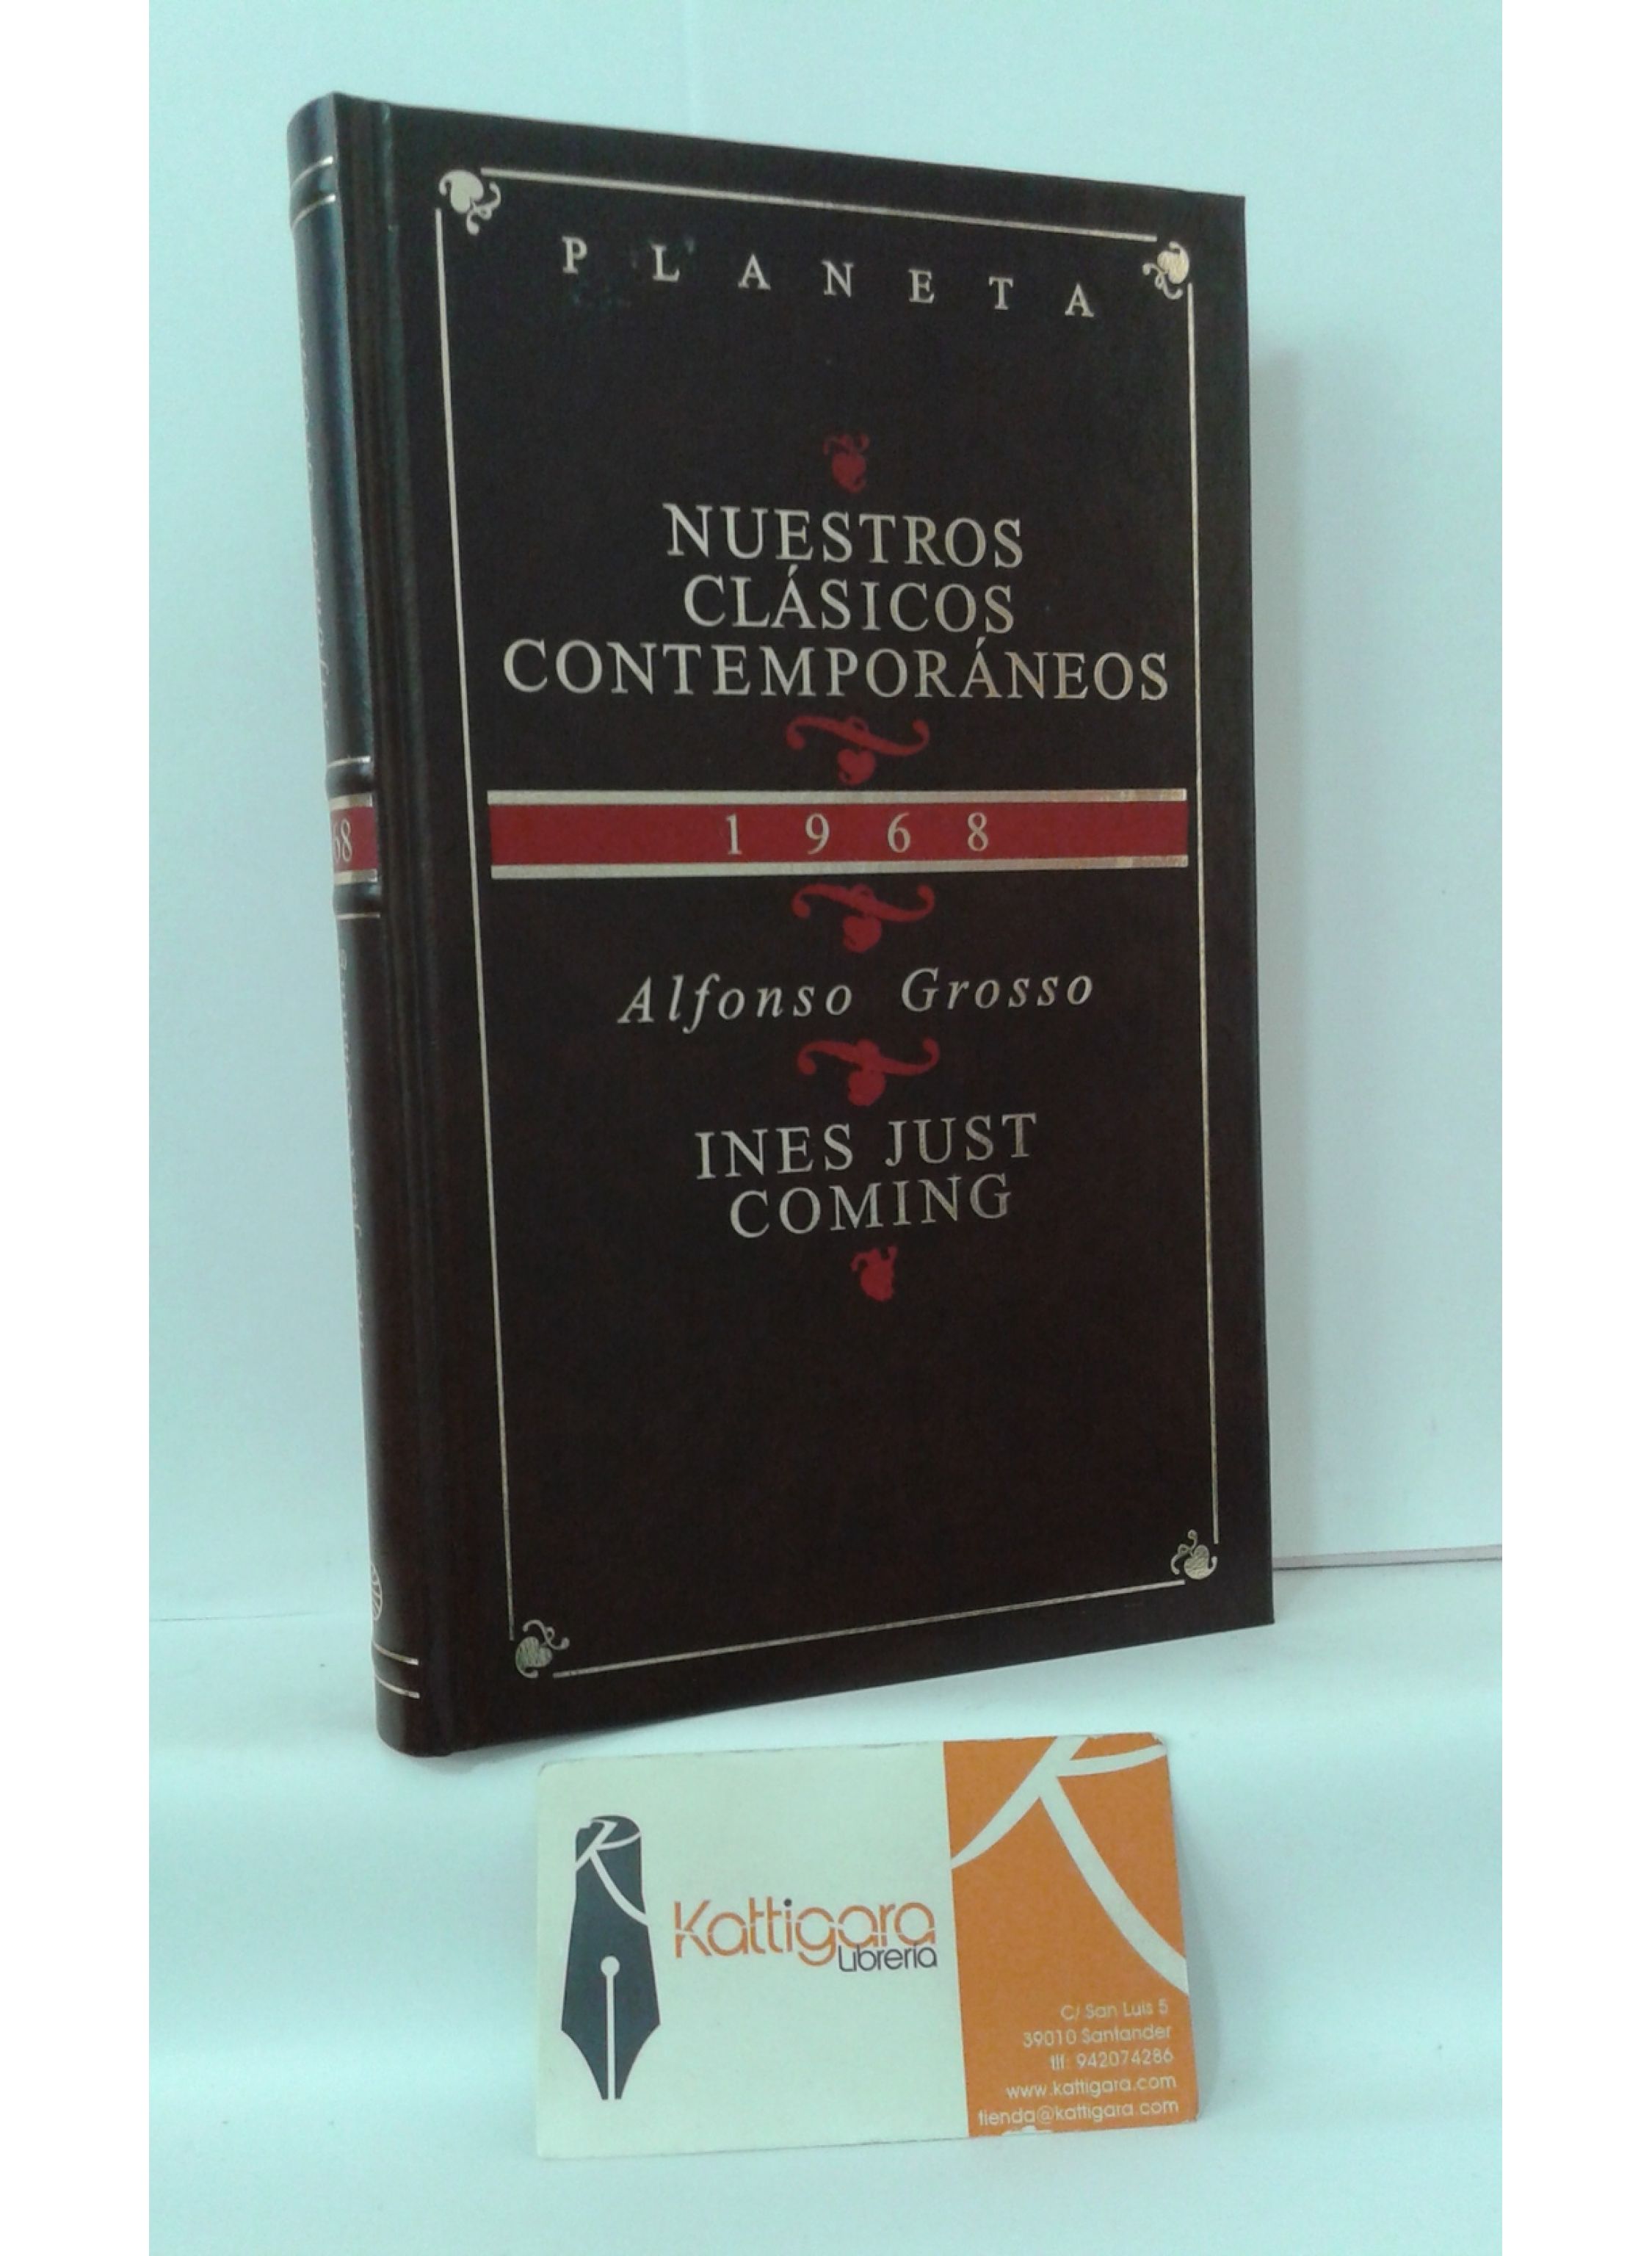 PLANETA
NUESTROS
CLÁSICOS
CONTEMPORÁNEOS
1968
Alfonso Grosso
INES JUST
COMING
68
Kattigara
Librería
C/ San Luis 5
39010 Santander
tlf: 942074286
www.kattigara.com
tienda@kattigara.com